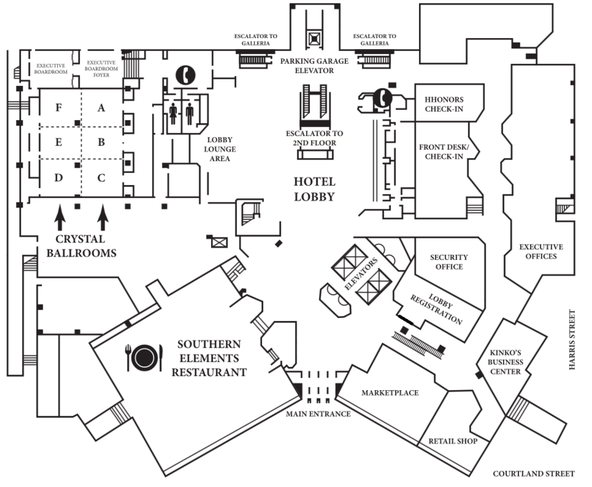 ESCALATOR TO
GALLERIA
ESCALATOR TO
GALLERIA
EXECUTIVE
BOARDROOM
EXECUTIVE
BOARDROOM
FOYER
PARKING GARAGE
ELEVATOR
F
A
HHONORS
CHECK-IN
E
B
LOBBY
LOUNGE
AREA
ESCALATOR TO
2ND FLOOR
FRONT DESK/
CHECK-IN
D
C
HOTEL
LOBBY
CRYSTAL
BALLROOMS
ELEVATORS
SECURITY
OFFICE
EXECUTIVE
OFFICES
LOBBY
REGISTRATION
SOUTHERN
ELEMENTS
RESTAURANT
KINKO'S
BUSINESS
CENTER
HARRIS STREET
MARKETPLACE
MAIN ENTRANCE
RETAIL SHOP
COURTLAND STREET